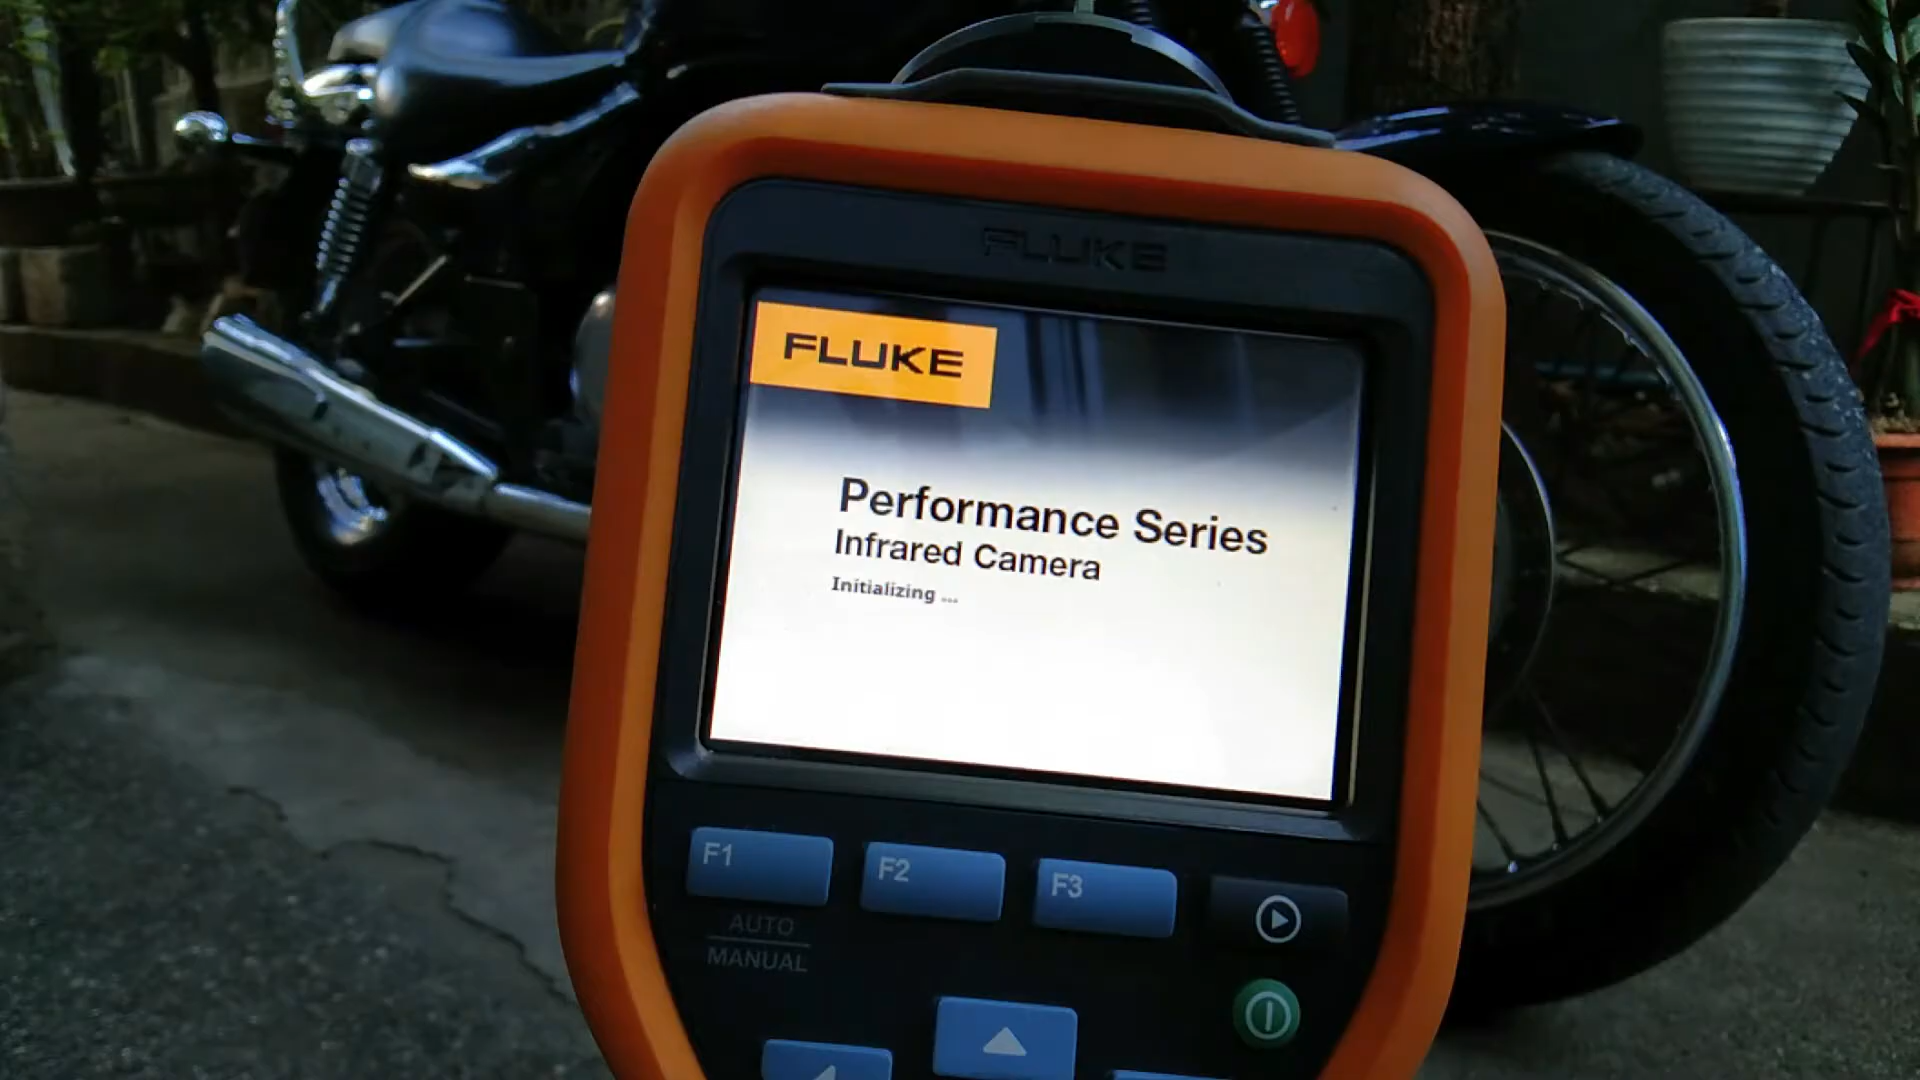 FLUKE
FLUKE
Performance Series
Infrared Camera
Initializing ...
F1
F2
F3
AUTO
MANUAL